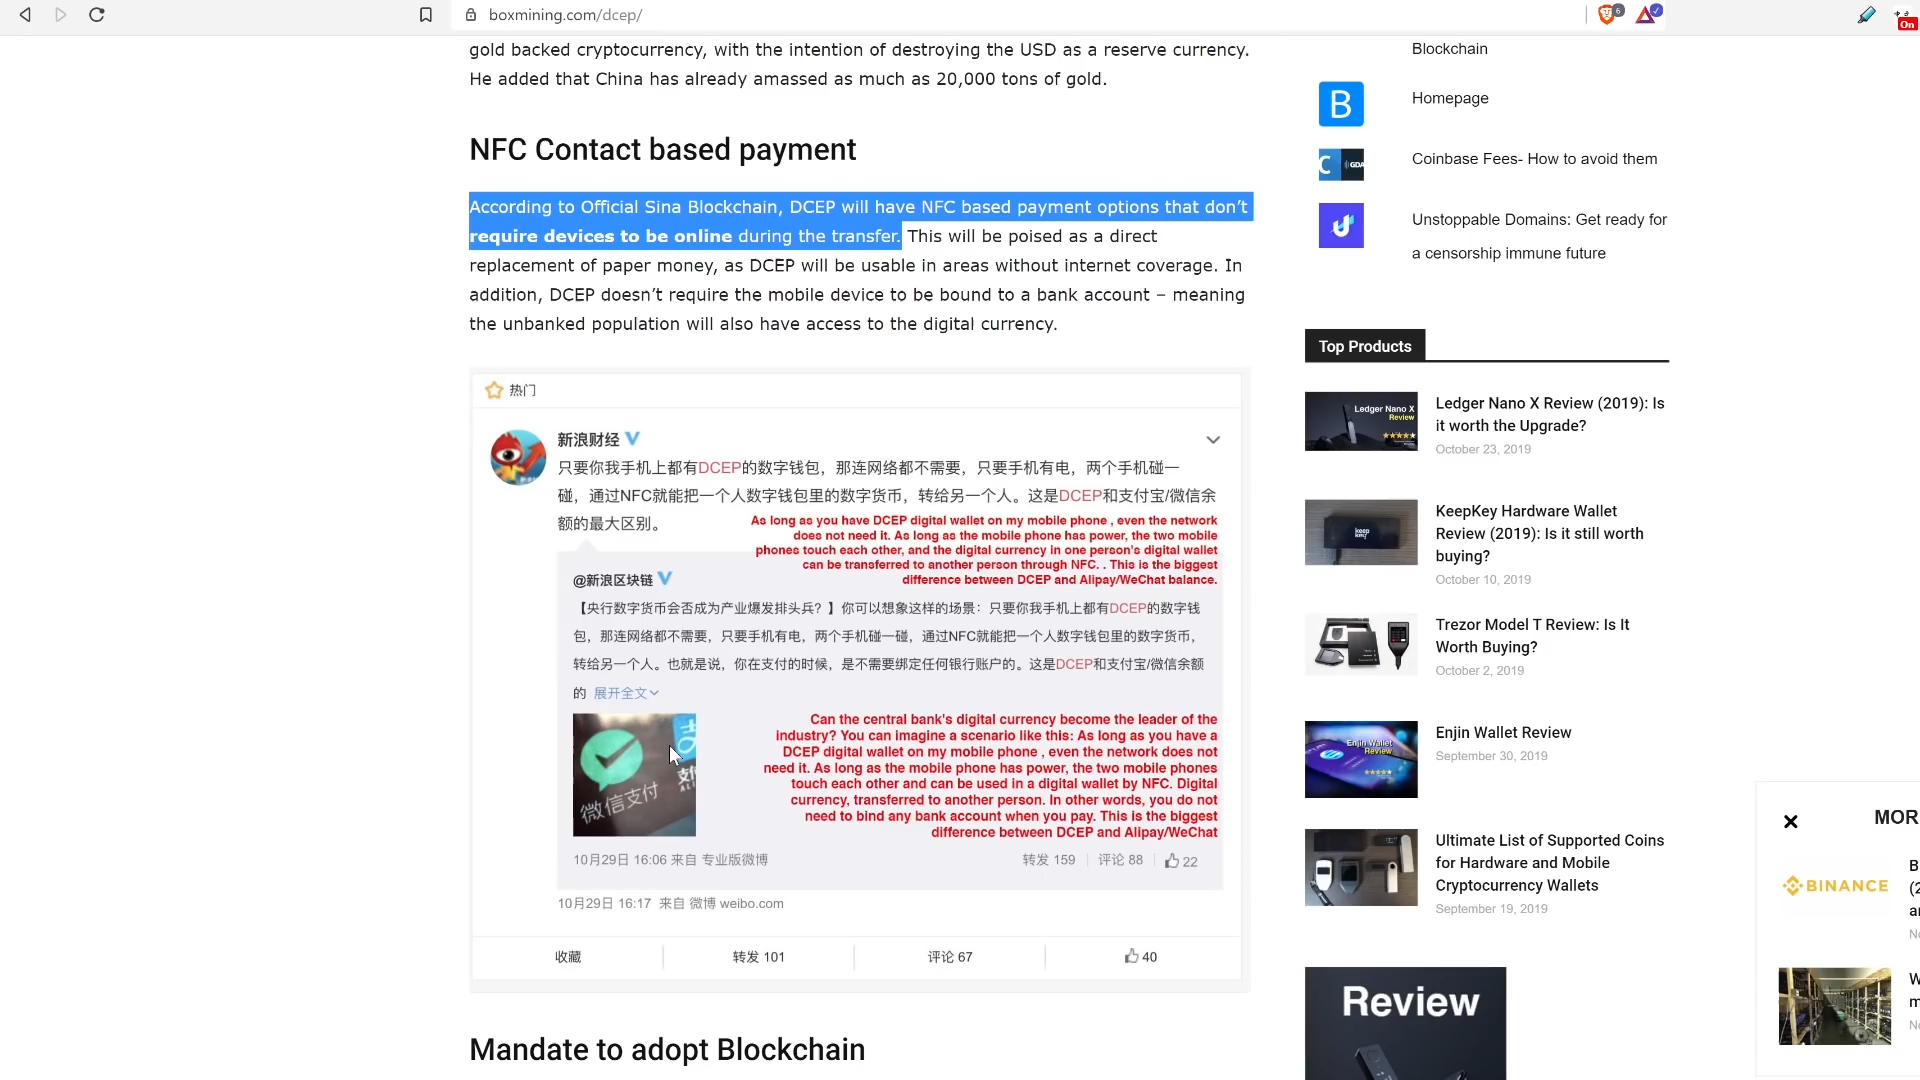 boxmining.com/dcep/
6
On
gold backed cryptocurrency, with the intention of destroying the USD as a reserve currency.
He added that China has already amassed as much as 20,000 tons of gold.
NFC Contact based payment
According to Official Sina Blockchain, DCEP will have NFC based payment options that don’t
require devices to be online during the transfer. This will be poised as a direct
replacement of paper money, as DCEP will be usable in areas without internet coverage. In
addition, DCEP doesn’t require the mobile device to be bound to a bank account – meaning
the unbanked population will also have access to the digital currency.
热门
新浪财经
只要你我手机上都有DCEP的数字钱包，那连网络都不需要，只要手机有电，两个手机碰一
碰，通过NFC就能把一个人数字钱包里的数字货币，转给另一个人。这是DCEP和支付宝/微信余
额的最大区别。
As long as you have DCEP digital wallet on my mobile phone , even the network
does not need it. As long as the mobile phone has power, the two mobile
phones touch each other, and the digital currency in one person's digital wallet
can be transferred to another person through NFC. . This is the biggest
difference between DCEP and Alipay/WeChat balance.
@新浪区块链
【央行数字货币会否成为产业爆发排头兵？】你可以想象这样的场景：只要你我手机上都有DCEP的数字钱
包，那连网络都不需要，只要手机有电，两个手机碰一碰，通过NFC就能把一个人数字钱包里的数字货币，
转给另一个人。也就是说，你在支付的时候，是不需要绑定任何银行账户的。这是DCEP和支付宝/微信余额
的 展开全文
微信支付
支
Can the central bank's digital currency become the leader of the
industry? You can imagine a scenario like this: As long as you have a
DCEP digital wallet on my mobile phone , even the network does not
need it. As long as the mobile phone has power, the two mobile phones
touch each other and can be used in a digital wallet by NFC. Digital
currency, transferred to another person. In other words, you do not
need to bind any bank account when you pay. This is the biggest
difference between DCEP and Alipay/WeChat
10月29日 16:06 来自 专业版微博
转发 159
评论 88
22
10月29日 16:17 来自 微博 weibo.com
收藏
转发 101
评论 67
40
Mandate to adopt Blockchain
Blockchain
B
Homepage
Coinbase Fees- How to avoid them
Unstoppable Domains: Get ready for
a censorship immune future
Top Products
Ledger Nano X
Review
Ledger Nano X Review (2019): Is
it worth the Upgrade?
October 23, 2019
keep
key
KeepKey Hardware Wallet
Review (2019): Is it still worth
buying?
October 10, 2019
Trezor Model T Review: Is It
Worth Buying?
October 2, 2019
Enjin Wallet
Review
Enjin Wallet Review
September 30, 2019
Ultimate List of Supported Coins
for Hardware and Mobile
Cryptocurrency Wallets
September 19, 2019
Review
MOR
BINANCE